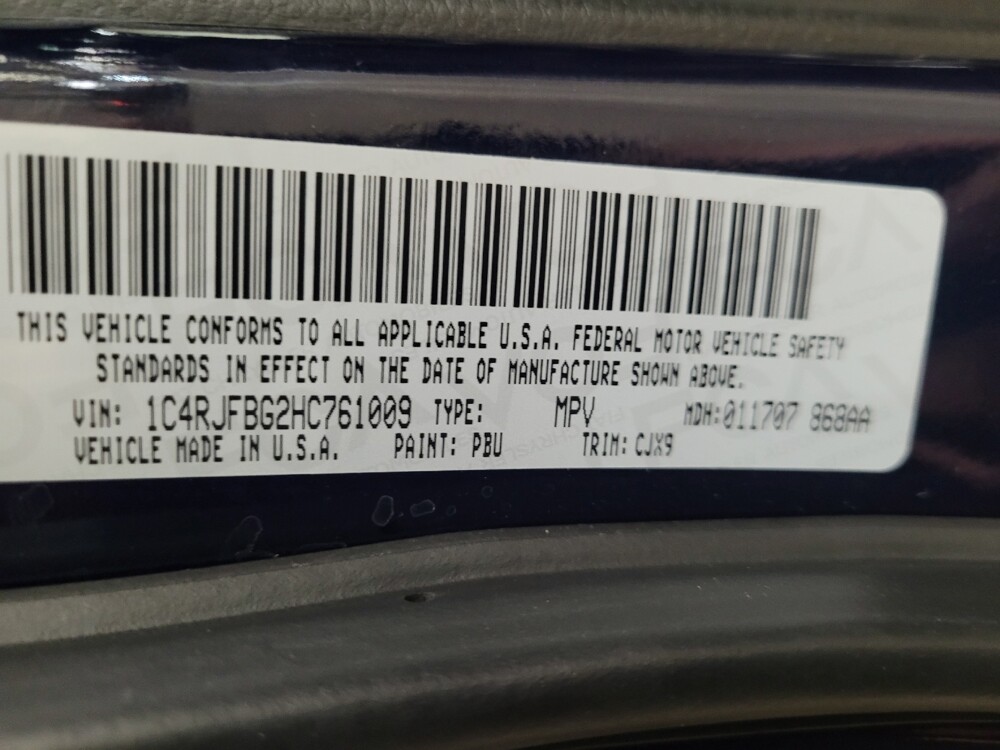 THIS VEHICLE CONFORMS TO ALL APPLICABLE U.S.A. FEDERAL MOTOR VEHICLE SAFETY
STANDARDS IN EFFECT ON THE DATE OF MANUFACTURE SHOWN ABOVE.
VIN: 1C4RJFBG2HC761009 TYPE: MPV MDH:011707 868AA
VEHICLE MADE IN U.S.A. PAINT: PBU TRIM: CJX9